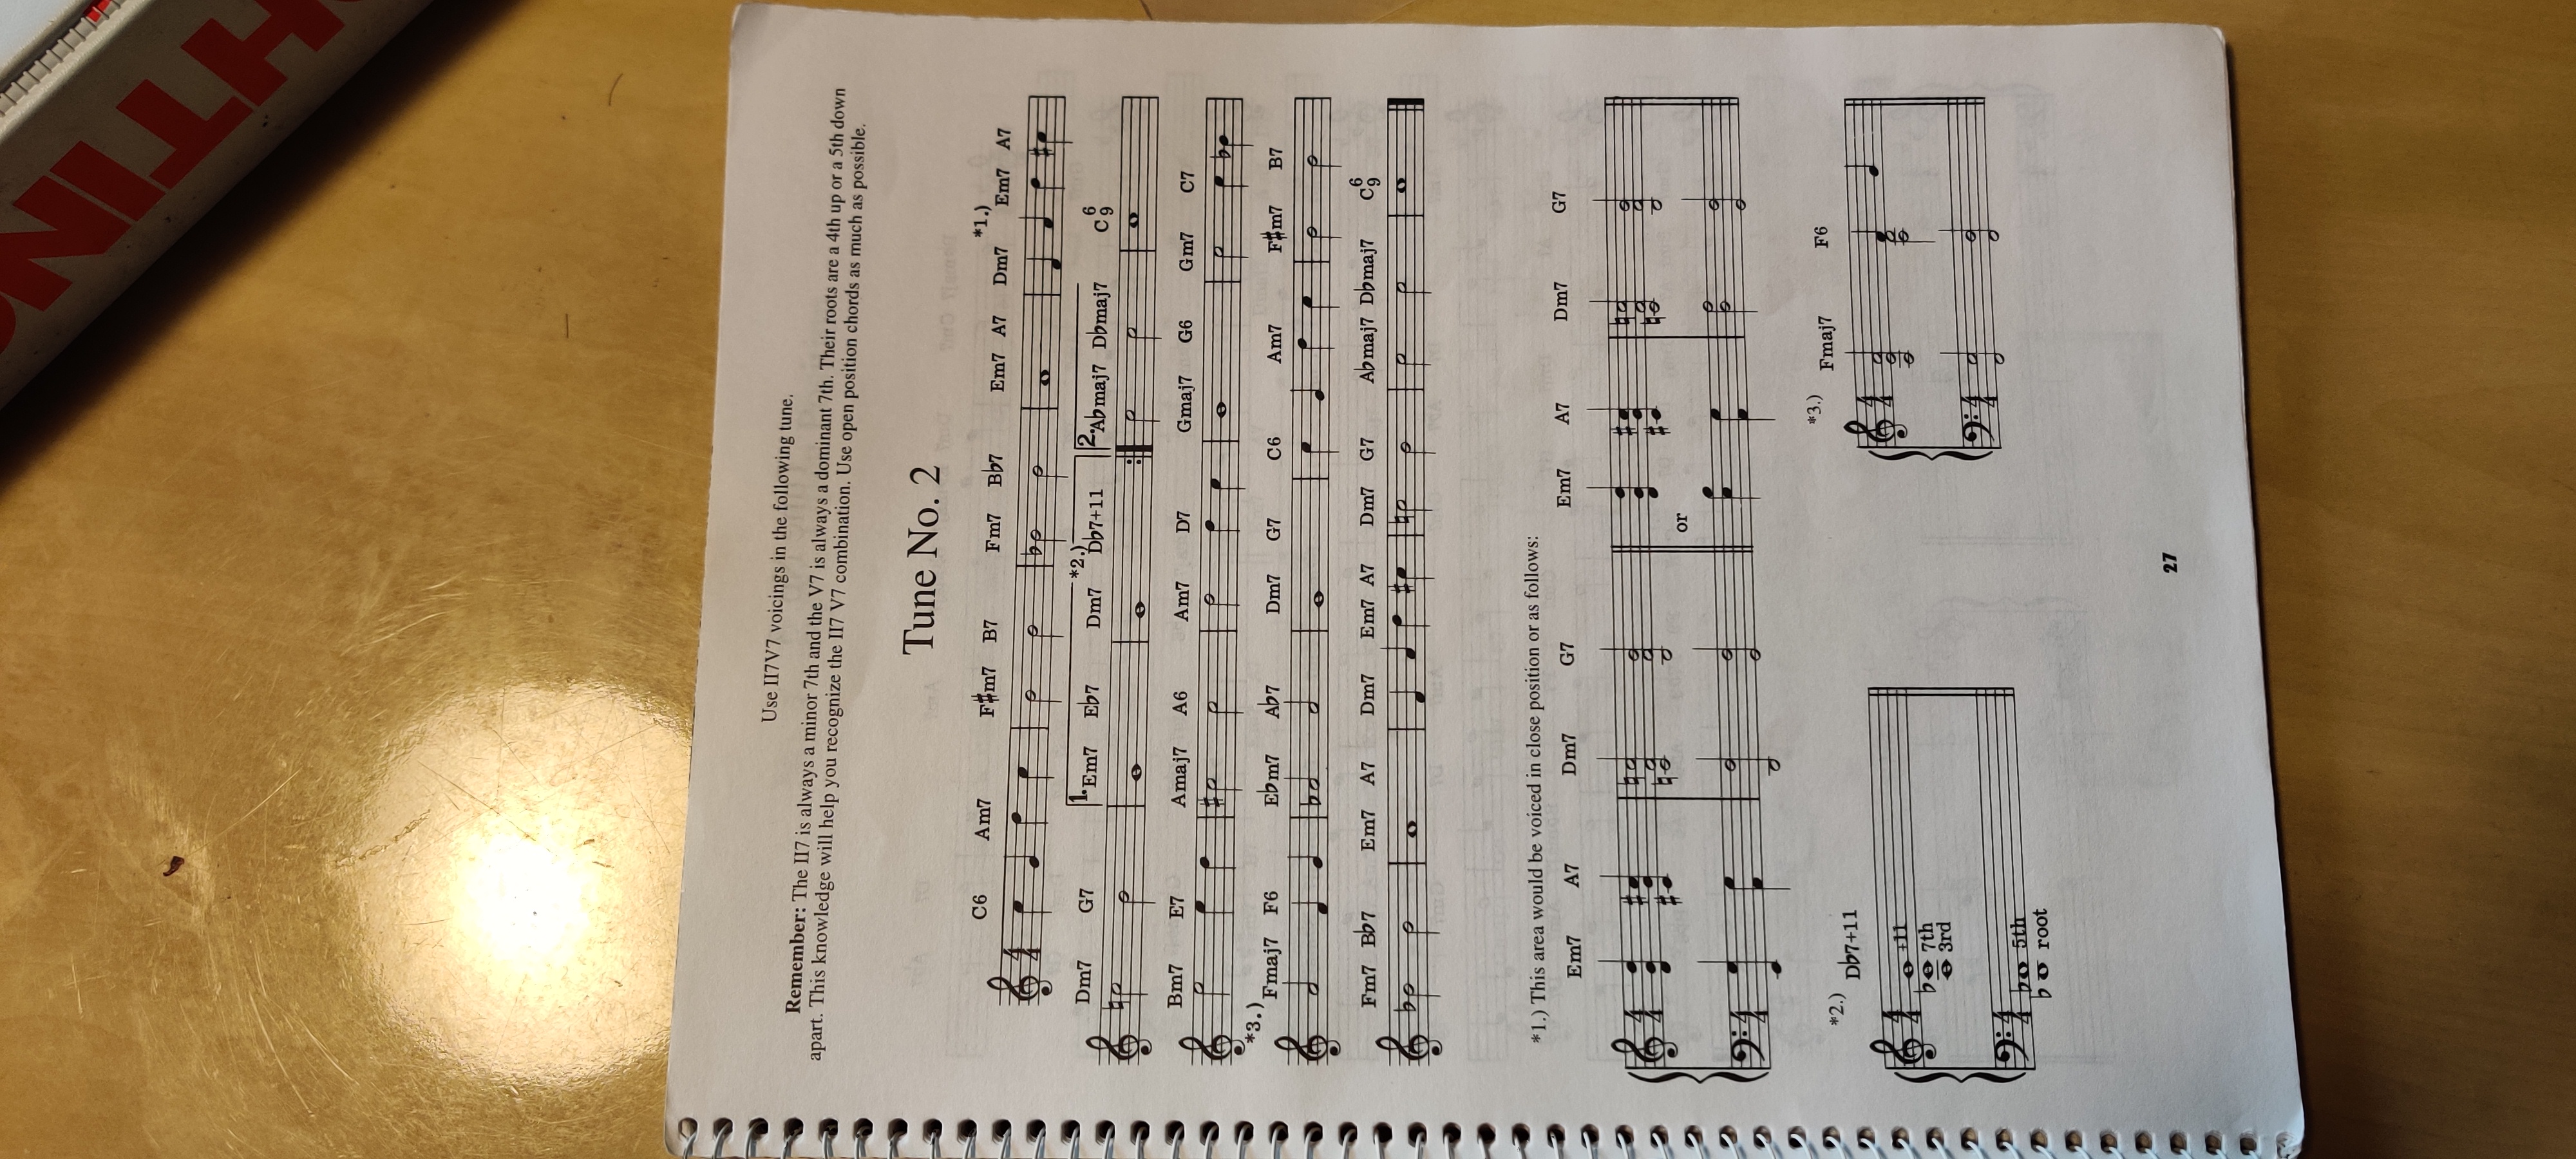 Use II7V7 voicings in the following tune.
Remember: The II7 is always a minor 7th and the V7 is always a dominant 7th. Their roots are a 4th up or a 5th down
apart. This knowledge will help you recognize the II7 V7 combination. Use open position chords as much as possible.
Tune No. 2
*1.)
C6 Am7 F♯m7 B7 Fm7 B♭7 Em7 A7 Dm7 Em7 A7
*2.)
1. 2.
Dm7 G7 Em7 E♭7 Dm7 D♭7+11 A♭maj7 D♭maj7 C6/9
Bm7 E7 Amaj7 A6 Am7 D7 Gmaj7 G6 Gm7 C7
*3.)
Fmaj7 F6 E♭m7 A♭7 Dm7 G7 C6 Am7 F♯m7 B7
Fm7 B♭7 Em7 A7 Dm7 Em7 A7 Dm7 G7 A♭maj7 D♭maj7 C6/9
*1.) This area would be voiced in close position or as follows:
Em7 A7 Dm7 G7 Em7 A7 Dm7 G7
or
*2.) *3.)
D♭7+11 Fmaj7 F6
+11
7th
3rd
5th
root
27